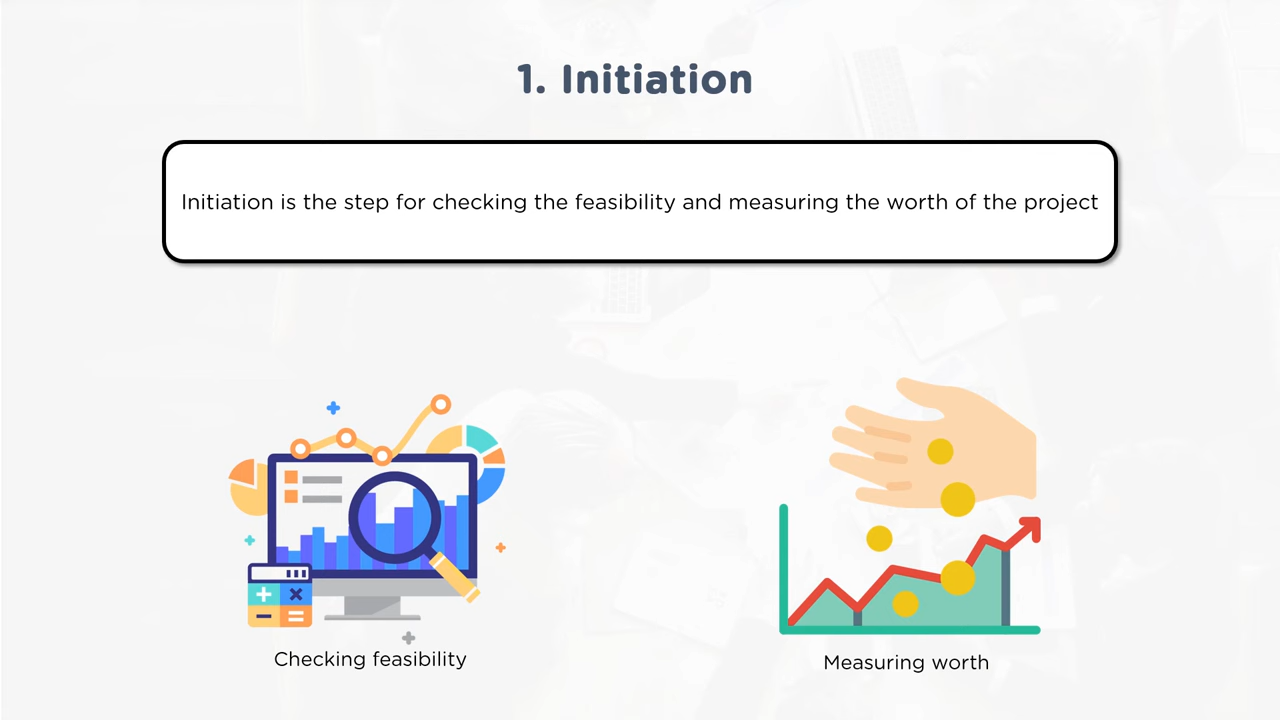 1. Initiation
Initiation is the step for checking the feasibility and measuring the worth of the project
Checking feasibility
Measuring worth